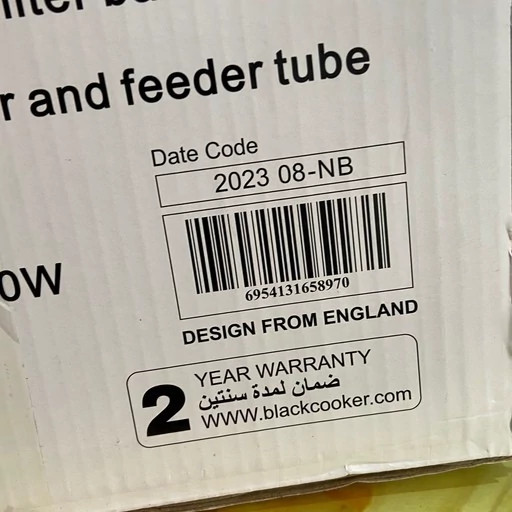 r and feeder tube
Date Code
2023 08-NB
0W
6954131658970
DESIGN FROM ENGLAND
2
YEAR WARRANTY
ضمان لمدة سنتين
WWW.blackcooker.com